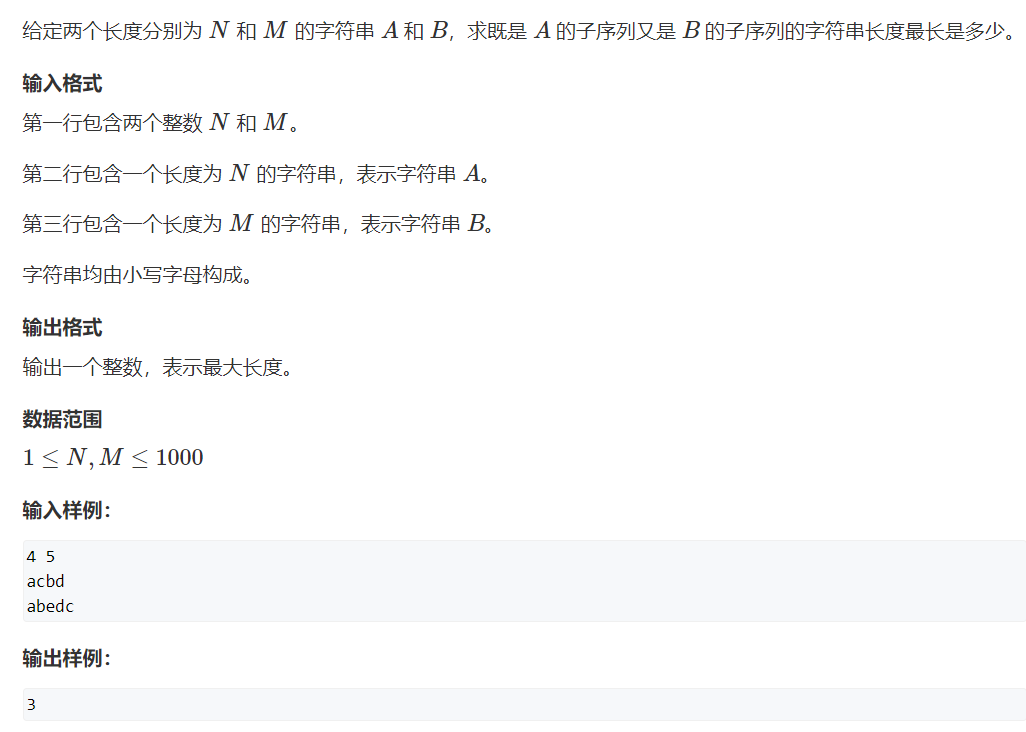 给定两个长度分别为 N 和 M 的字符串 A 和 B，求既是 A 的子序列又是 B 的子序列的字符串长度最长是多少。
输入格式
第一行包含两个整数 N 和 M。
第二行包含一个长度为 N 的字符串，表示字符串 A。
第三行包含一个长度为 M 的字符串，表示字符串 B。
字符串均由小写字母构成。
输出格式
输出一个整数，表示最大长度。
数据范围
1 ≤ N, M ≤ 1000
输入样例：
4 5
acbd
abedc
输出样例：
3